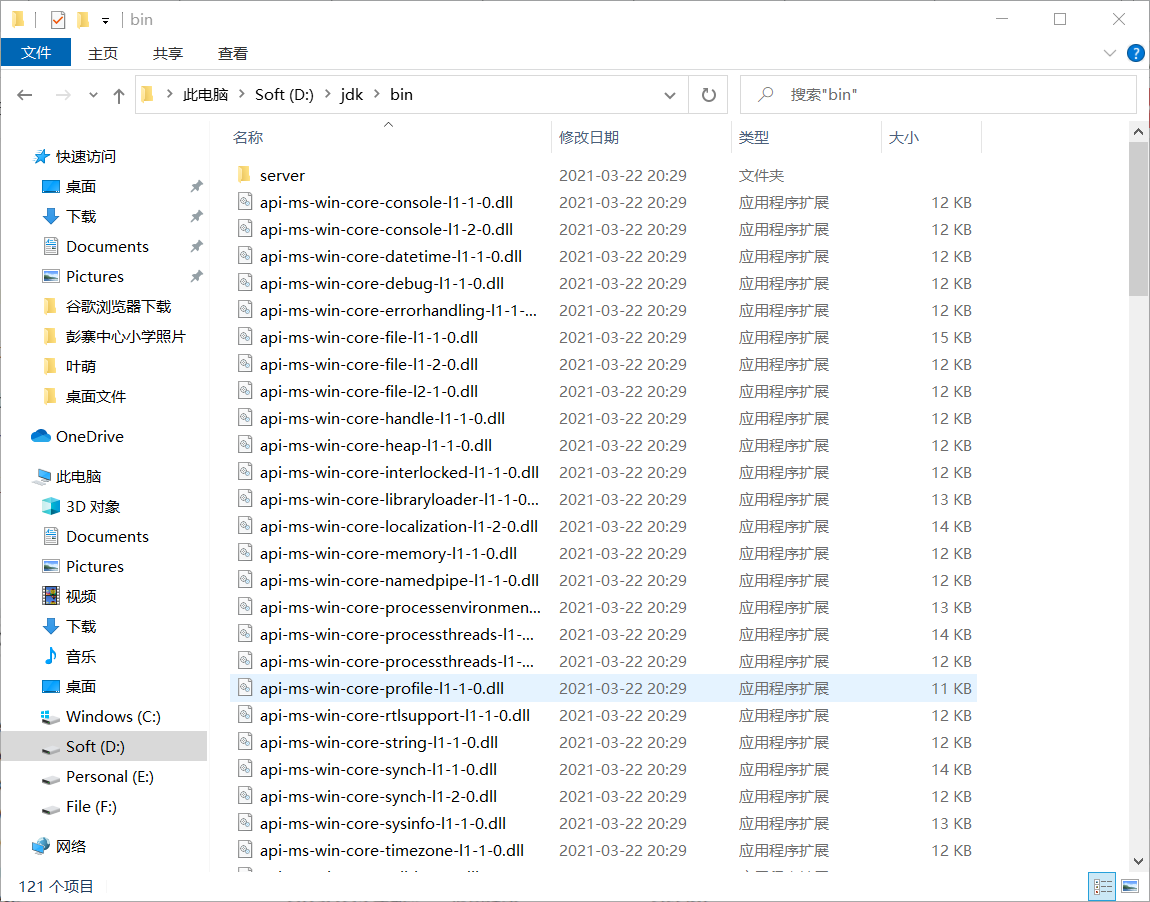 bin
文件 主页 共享 查看
此电脑 Soft (D:) jdk bin 搜索"bin"
名称 修改日期 类型 大小
快速访问
桌面
下载
Documents
Pictures
谷歌浏览器下载
彭寨中心小学照片
叶萌
桌面文件
OneDrive
此电脑
3D 对象
Documents
Pictures
视频
下载
音乐
桌面
Windows (C:)
Soft (D:)
Personal (E:)
File (F:)
网络
server 2021-03-22 20:29 文件夹
api-ms-win-core-console-l1-1-0.dll 2021-03-22 20:29 应用程序扩展 12 KB
api-ms-win-core-console-l1-2-0.dll 2021-03-22 20:29 应用程序扩展 12 KB
api-ms-win-core-datetime-l1-1-0.dll 2021-03-22 20:29 应用程序扩展 12 KB
api-ms-win-core-debug-l1-1-0.dll 2021-03-22 20:29 应用程序扩展 12 KB
api-ms-win-core-errorhandling-l1-1-... 2021-03-22 20:29 应用程序扩展 12 KB
api-ms-win-core-file-l1-1-0.dll 2021-03-22 20:29 应用程序扩展 15 KB
api-ms-win-core-file-l1-2-0.dll 2021-03-22 20:29 应用程序扩展 12 KB
api-ms-win-core-file-l2-1-0.dll 2021-03-22 20:29 应用程序扩展 12 KB
api-ms-win-core-handle-l1-1-0.dll 2021-03-22 20:29 应用程序扩展 12 KB
api-ms-win-core-heap-l1-1-0.dll 2021-03-22 20:29 应用程序扩展 12 KB
api-ms-win-core-interlocked-l1-1-0.dll 2021-03-22 20:29 应用程序扩展 12 KB
api-ms-win-core-libraryloader-l1-1-0... 2021-03-22 20:29 应用程序扩展 13 KB
api-ms-win-core-localization-l1-2-0.dll 2021-03-22 20:29 应用程序扩展 14 KB
api-ms-win-core-memory-l1-1-0.dll 2021-03-22 20:29 应用程序扩展 12 KB
api-ms-win-core-namedpipe-l1-1-0.dll 2021-03-22 20:29 应用程序扩展 12 KB
api-ms-win-core-processenvironmen... 2021-03-22 20:29 应用程序扩展 13 KB
api-ms-win-core-processthreads-l1-... 2021-03-22 20:29 应用程序扩展 14 KB
api-ms-win-core-processthreads-l1-... 2021-03-22 20:29 应用程序扩展 12 KB
api-ms-win-core-profile-l1-1-0.dll 2021-03-22 20:29 应用程序扩展 11 KB
api-ms-win-core-rtlsupport-l1-1-0.dll 2021-03-22 20:29 应用程序扩展 12 KB
api-ms-win-core-string-l1-1-0.dll 2021-03-22 20:29 应用程序扩展 12 KB
api-ms-win-core-synch-l1-1-0.dll 2021-03-22 20:29 应用程序扩展 14 KB
api-ms-win-core-synch-l1-2-0.dll 2021-03-22 20:29 应用程序扩展 12 KB
api-ms-win-core-sysinfo-l1-1-0.dll 2021-03-22 20:29 应用程序扩展 13 KB
api-ms-win-core-timezone-l1-1-0.dll 2021-03-22 20:29 应用程序扩展 12 KB
121 个项目